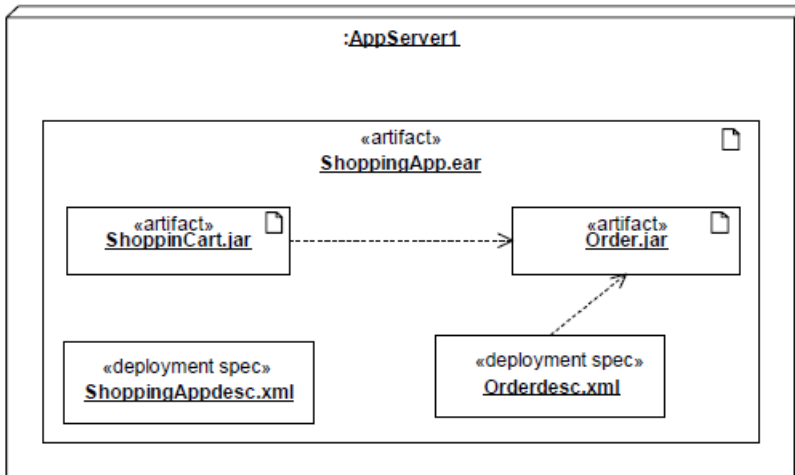 :AppServer1
«artifact»
ShoppingApp.ear
«artifact»
ShoppinCart.jar
«artifact»
Order.jar
«deployment spec»
ShoppingAppdesc.xml
«deployment spec»
Orderdesc.xml